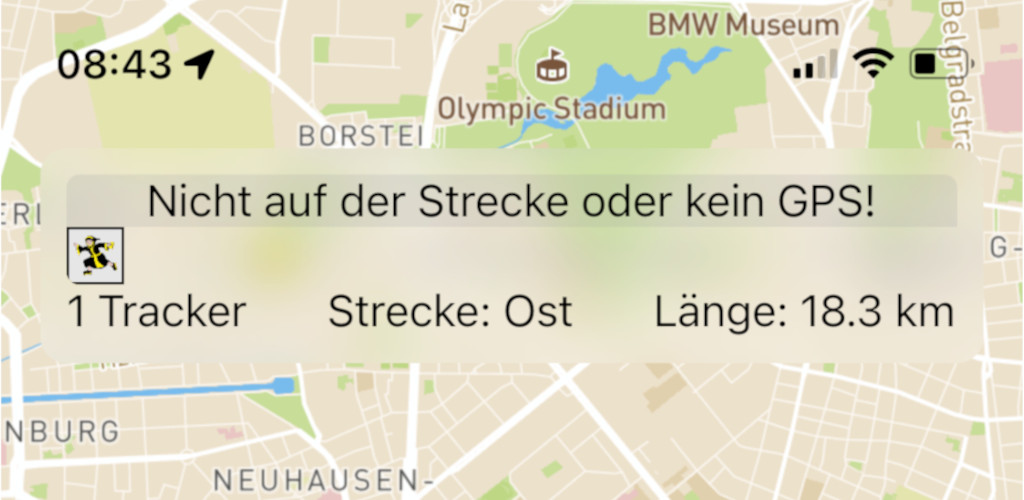 La
BMW Museum
Belgradstra
08:43
Olympic Stadium
BORSTEI
Nicht auf der Strecke oder kein GPS!
ERI
G-
1 Tracker Strecke: Ost Länge: 18.3 km
NBURG
NEUHAUSEN-